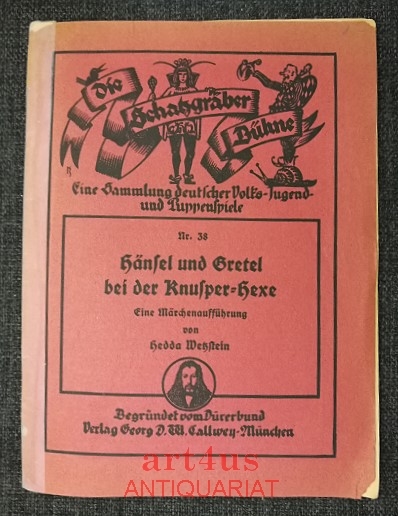 die
Schatzgräber
Bühne
Eine Sammlung deutscher Volks-Jugend-
und Puppenspiele
Nr. 38
Hänsel und Gretel
bei der Knusper-Hexe
Eine Märchenaufführung
von
Hedda Wetzstein
Begründet vom Dürerbund
Verlag Georg D.W. Callwey-München
art4us
ANTIQUARIAT